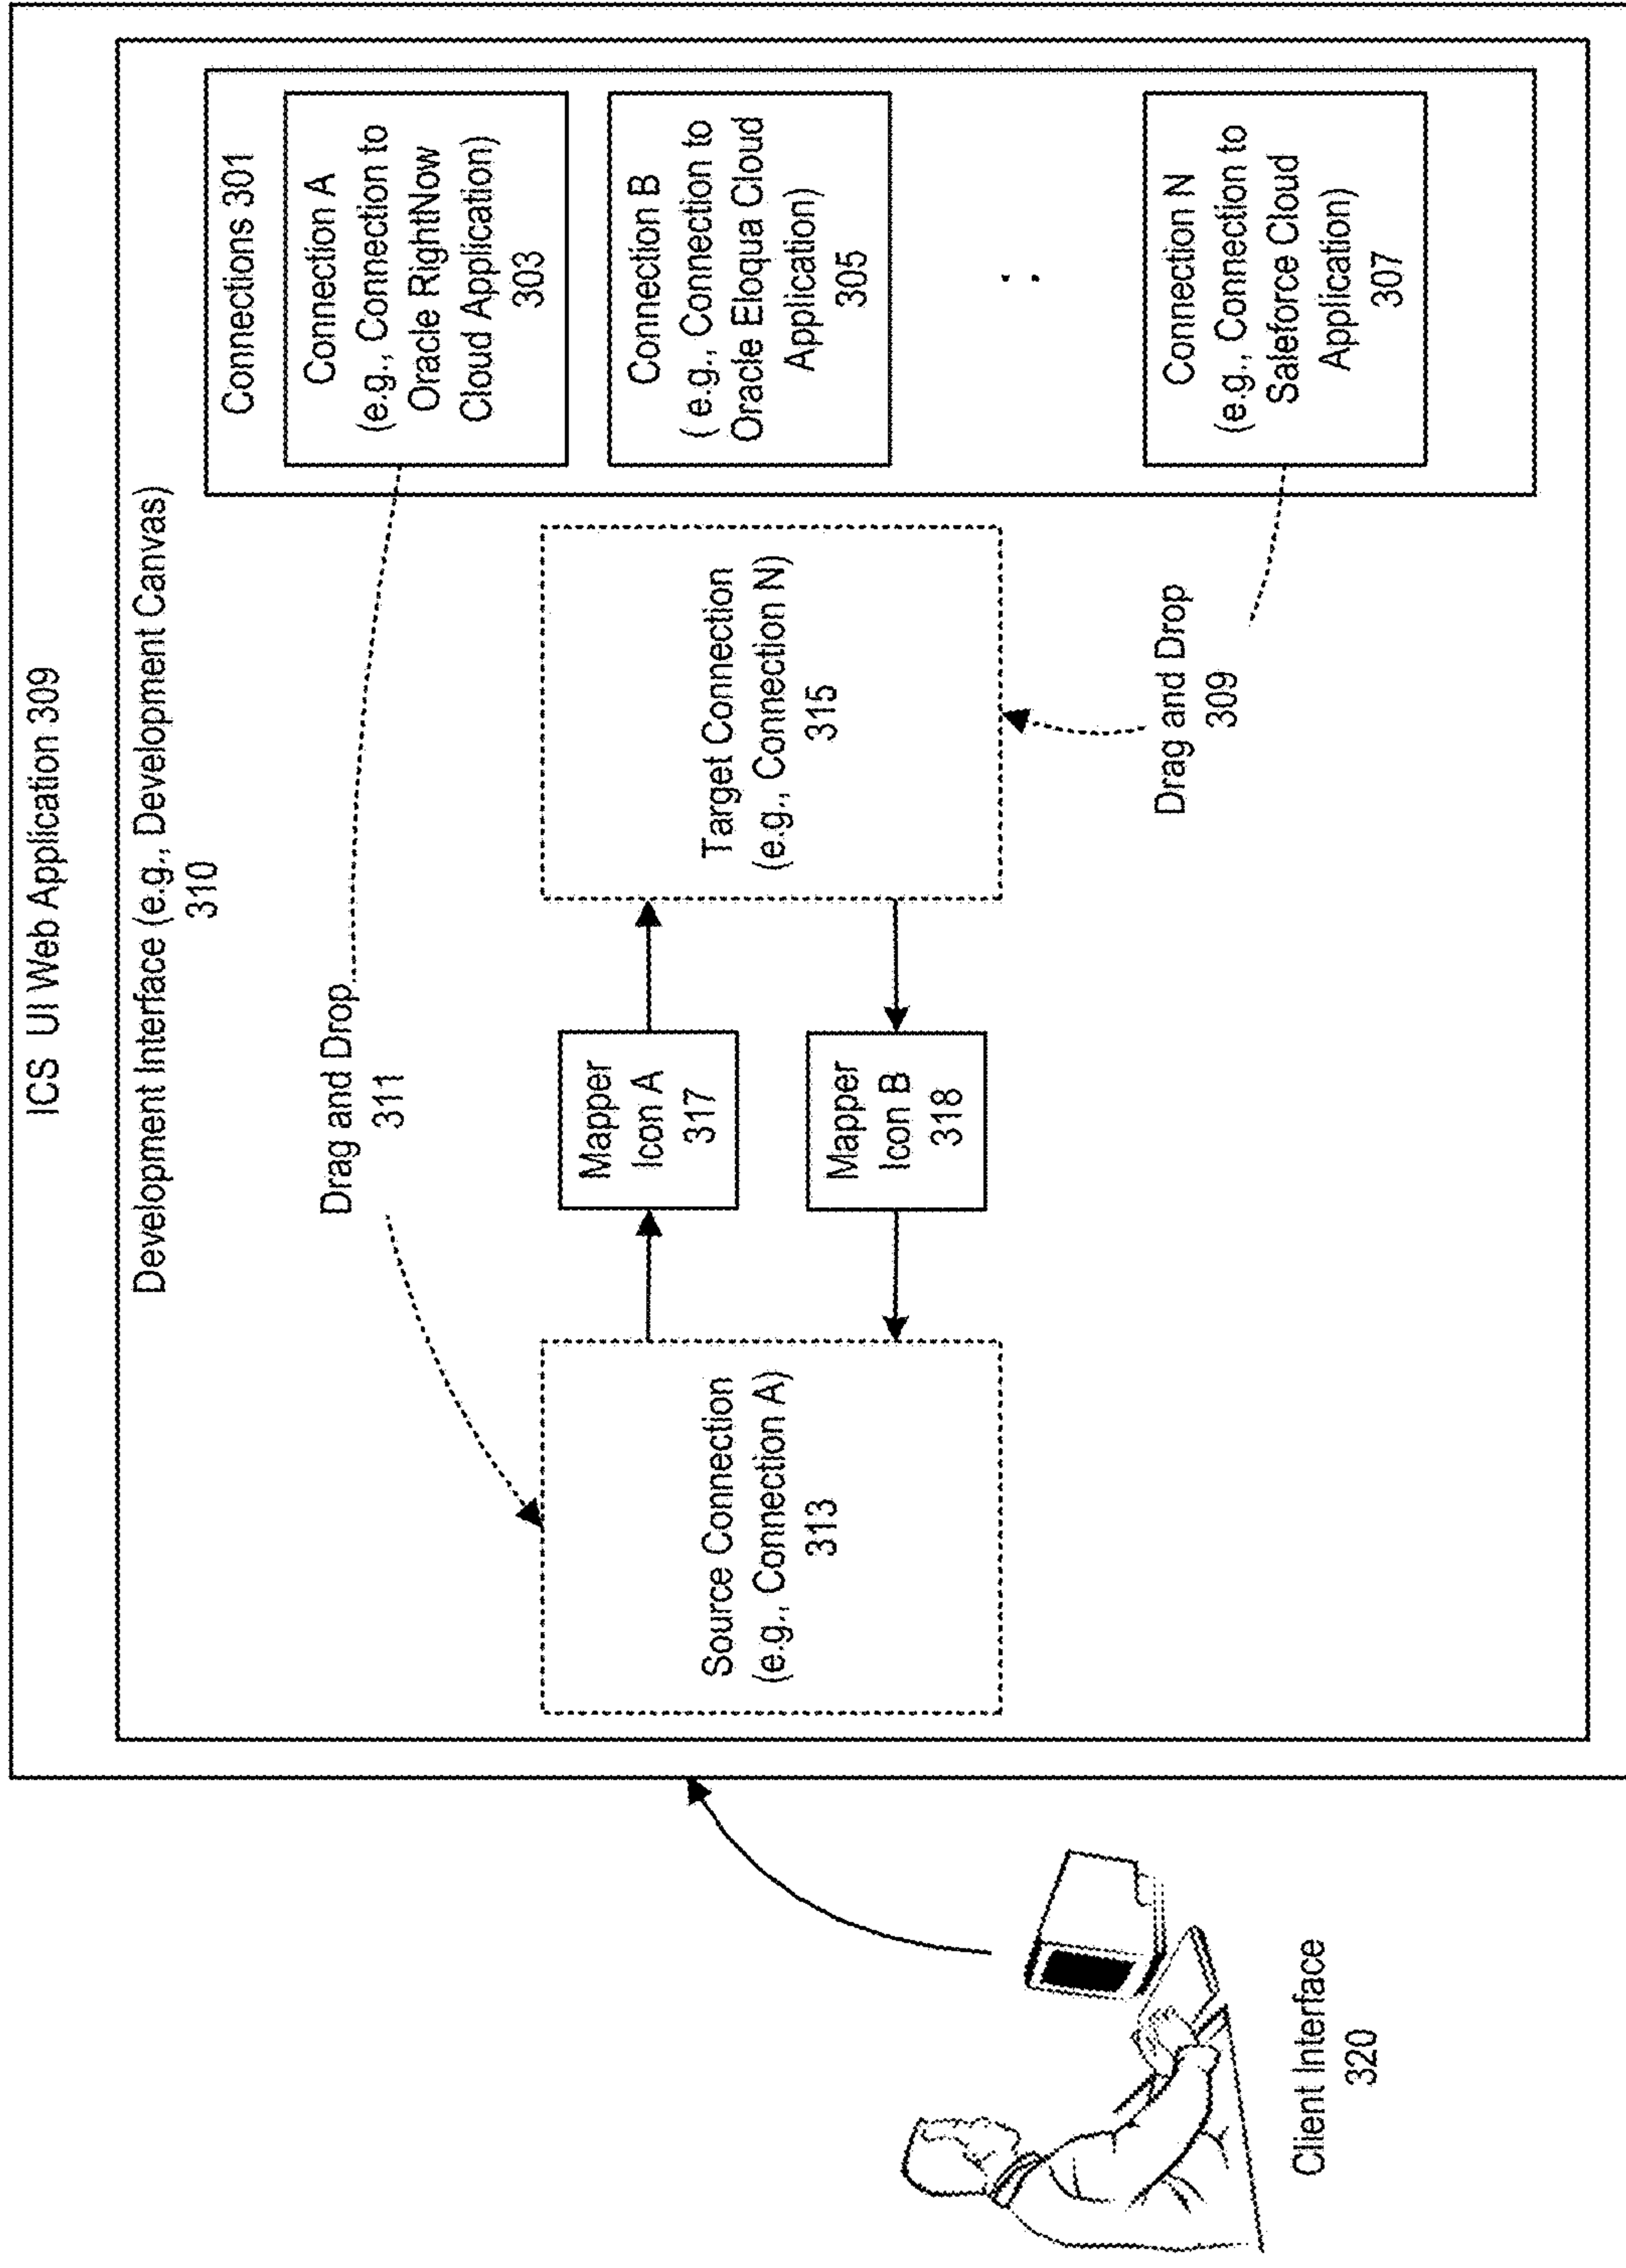 ICS UI Web Application 309
Development Interface (e.g., Development Canvas)
310
Connections 301
Connection A
(e.g., Connection to
Oracle RightNow
Cloud Application)
303
Connection B
( e.g., Connection to
Oracle Eloqua Cloud
Application)
305
Connection N
(e.g., Connection to
Saleforce Cloud
Application)
307
Drag and Drop
311
Source Connection
(e.g., Connection A)
313
Mapper
Icon A
317
Mapper
Icon B
318
Target Connection
(e.g., Connection N)
315
Drag and Drop
309
Client Interface
320